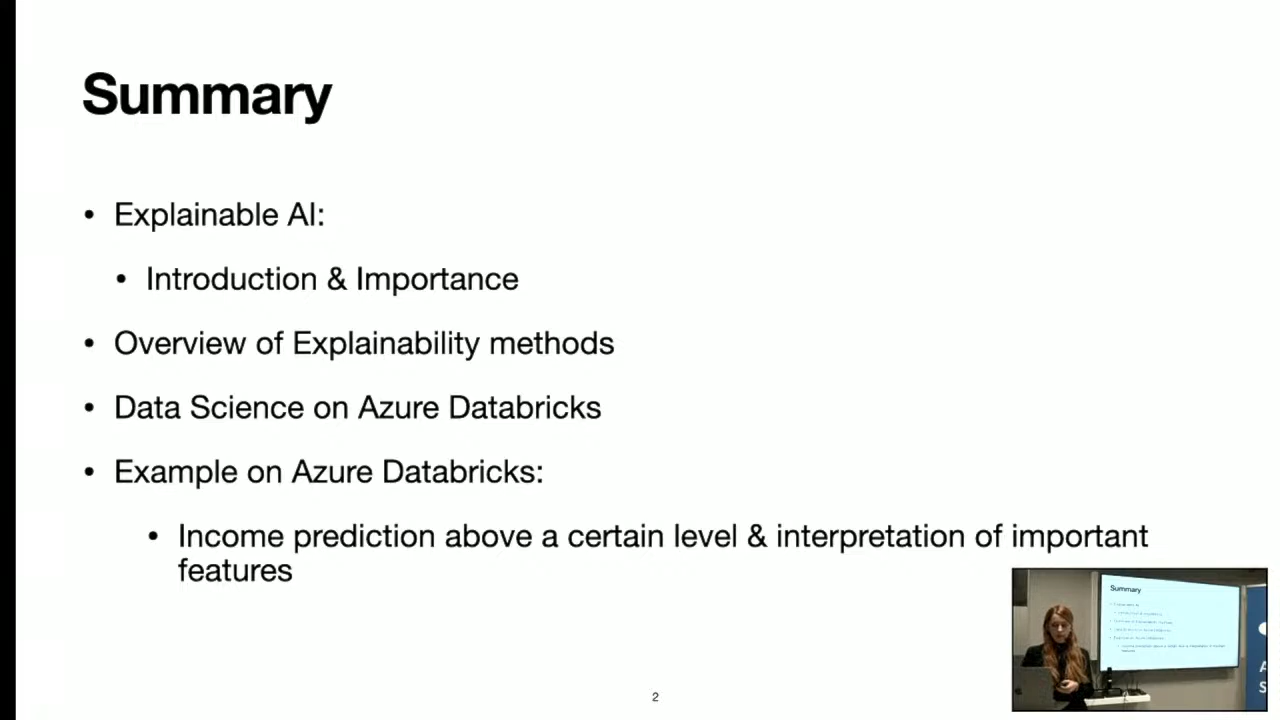 Summary
• Explainable AI:
• Introduction & Importance
• Overview of Explainability methods
• Data Science on Azure Databricks
• Example on Azure Databricks:
• Income prediction above a certain level & interpretation of important
features
2
Summary